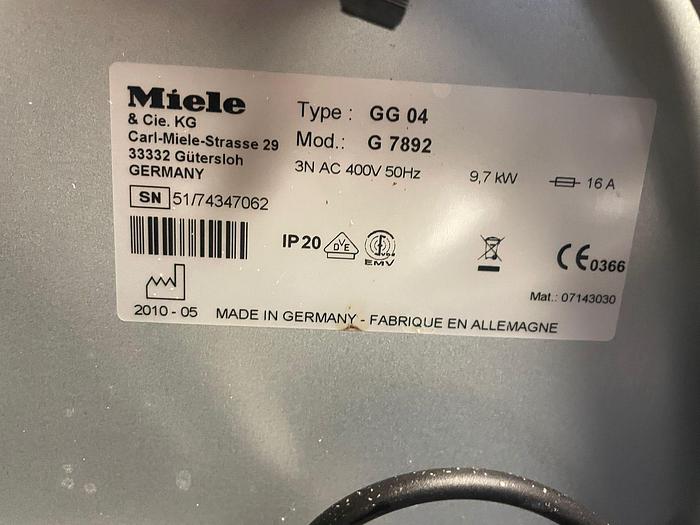 Miele
& Cie. KG
Carl-Miele-Strasse 29
33332 Gütersloh
GERMANY
SN 51/74347062
Type : GG 04
Mod.: G 7892
3N AC 400V 50Hz 9,7 kW 16 A
IP20 VDE EMV
CE 0366
Mat.: 07143030
2010 - 05 MADE IN GERMANY - FABRIQUE EN ALLEMAGNE